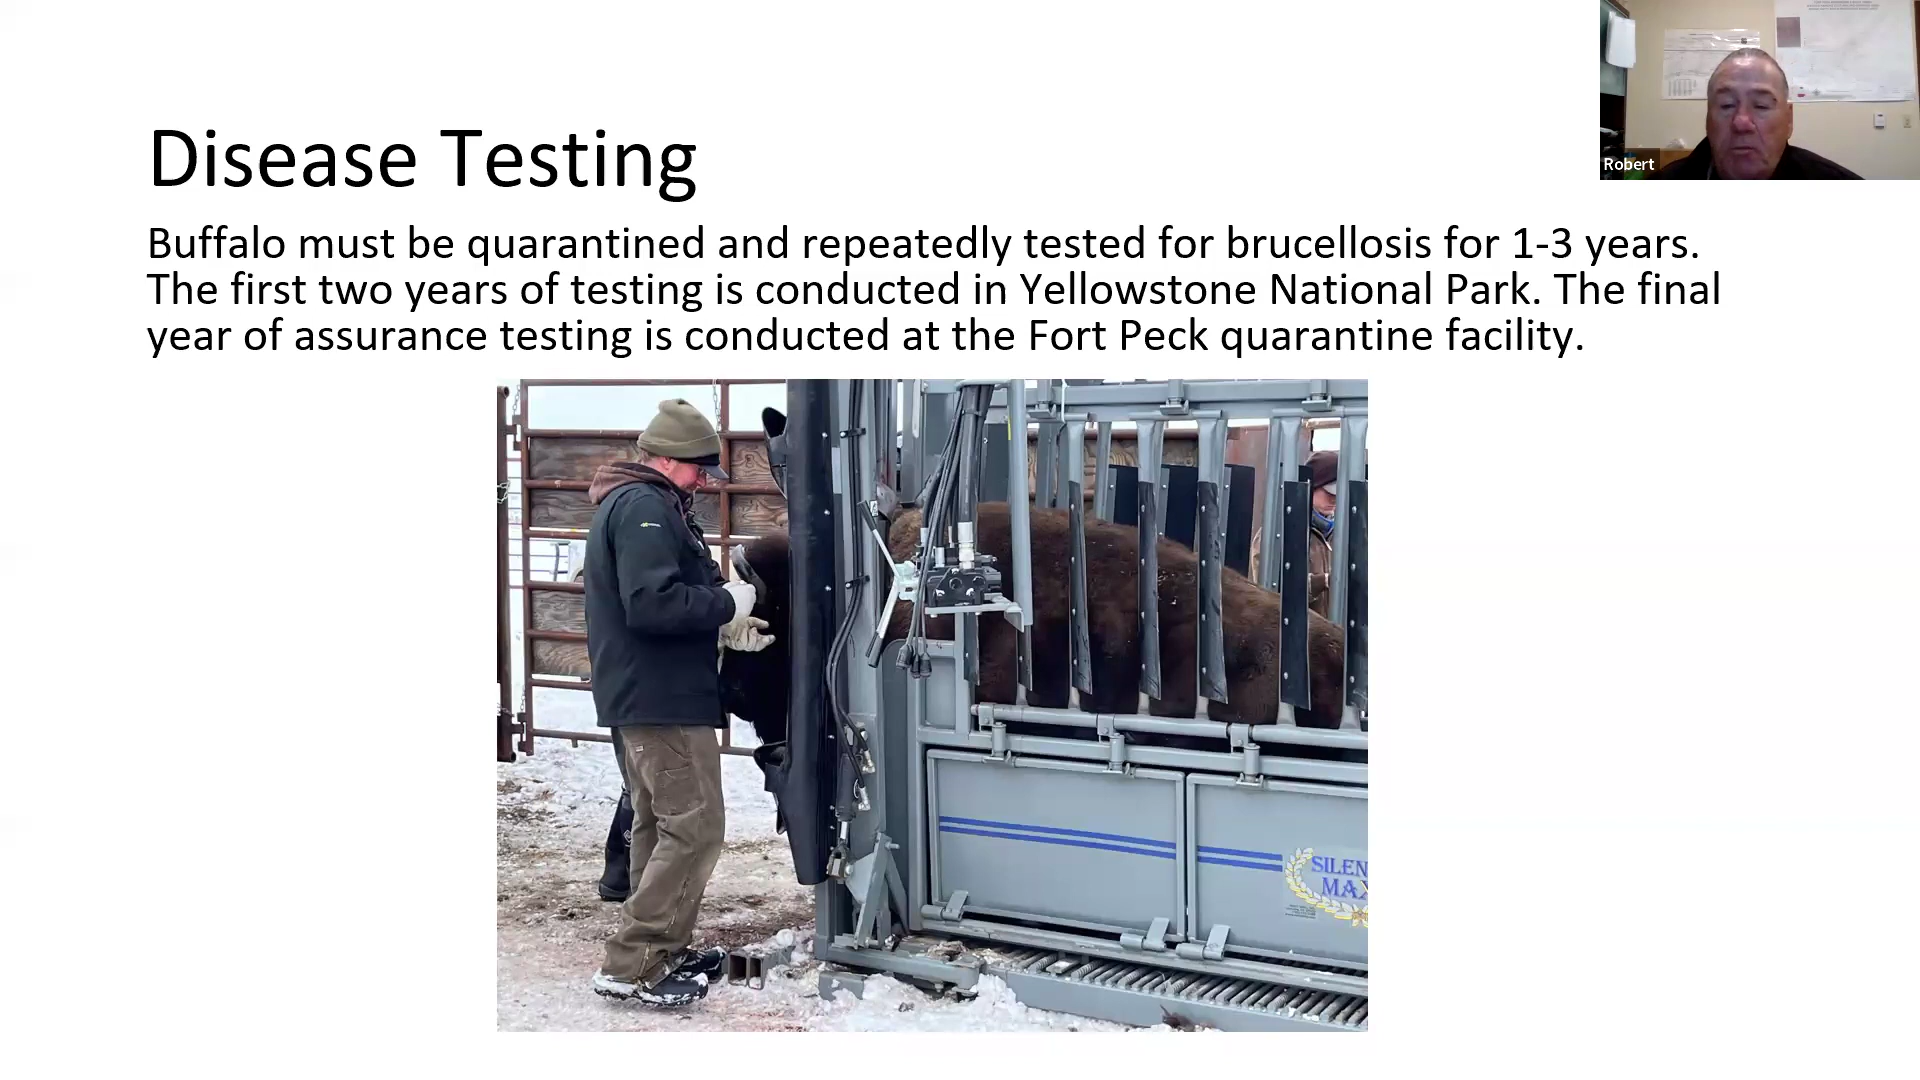 Disease Testing
Buffalo must be quarantined and repeatedly tested for brucellosis for 1-3 years.
The first two years of testing is conducted in Yellowstone National Park. The final
year of assurance testing is conducted at the Fort Peck quarantine facility.
Robert
SILEN
MAX